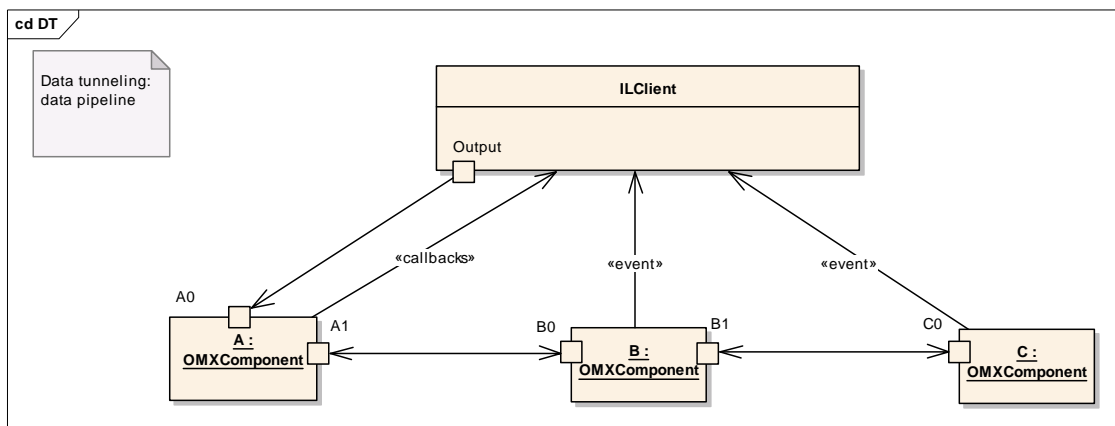 cd DT
Data tunneling:
data pipeline
ILClient
Output
«callbacks»
«event»
«event»
A0
A1
B0
B1
C0
A :
OMXComponent
B :
OMXComponent
C :
OMXComponent